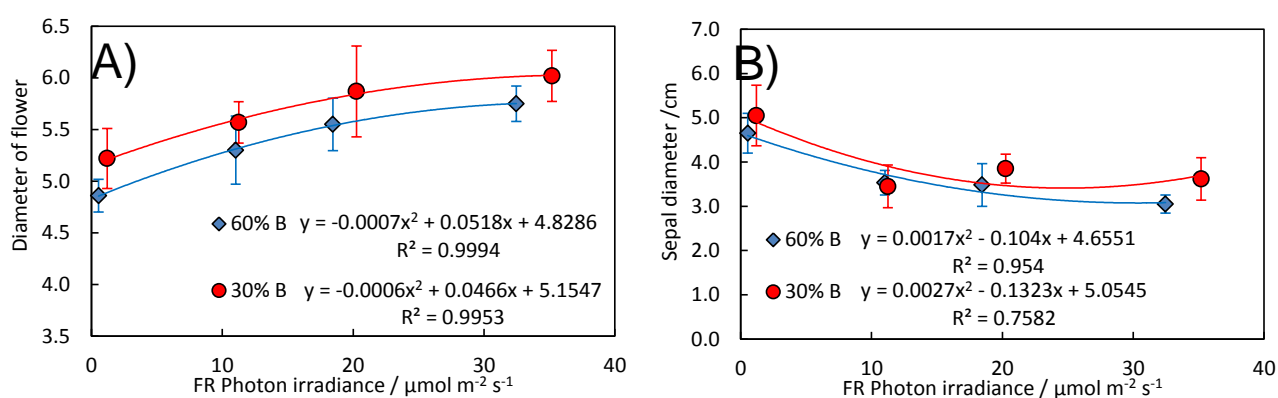 A)
Diameter of flower
6.5
6.0
5.5
5.0
4.5
4.0
3.5
60% B y = -0.0007x² + 0.0518x + 4.8286
R² = 0.9994
30% B y = -0.0006x² + 0.0466x + 5.1547
R² = 0.9953
0 10 20 30 40
FR Photon irradiance / µmol m⁻² s⁻¹
B)
Sepal diameter /cm
7.0
6.0
5.0
4.0
3.0
2.0
1.0
0.0
60% B y = 0.0017x² - 0.104x + 4.6551
R² = 0.954
30% B y = 0.0027x² - 0.1323x + 5.0545
R² = 0.7582
0 10 20 30 40
FR Photon irradiance / µmol m⁻² s⁻¹